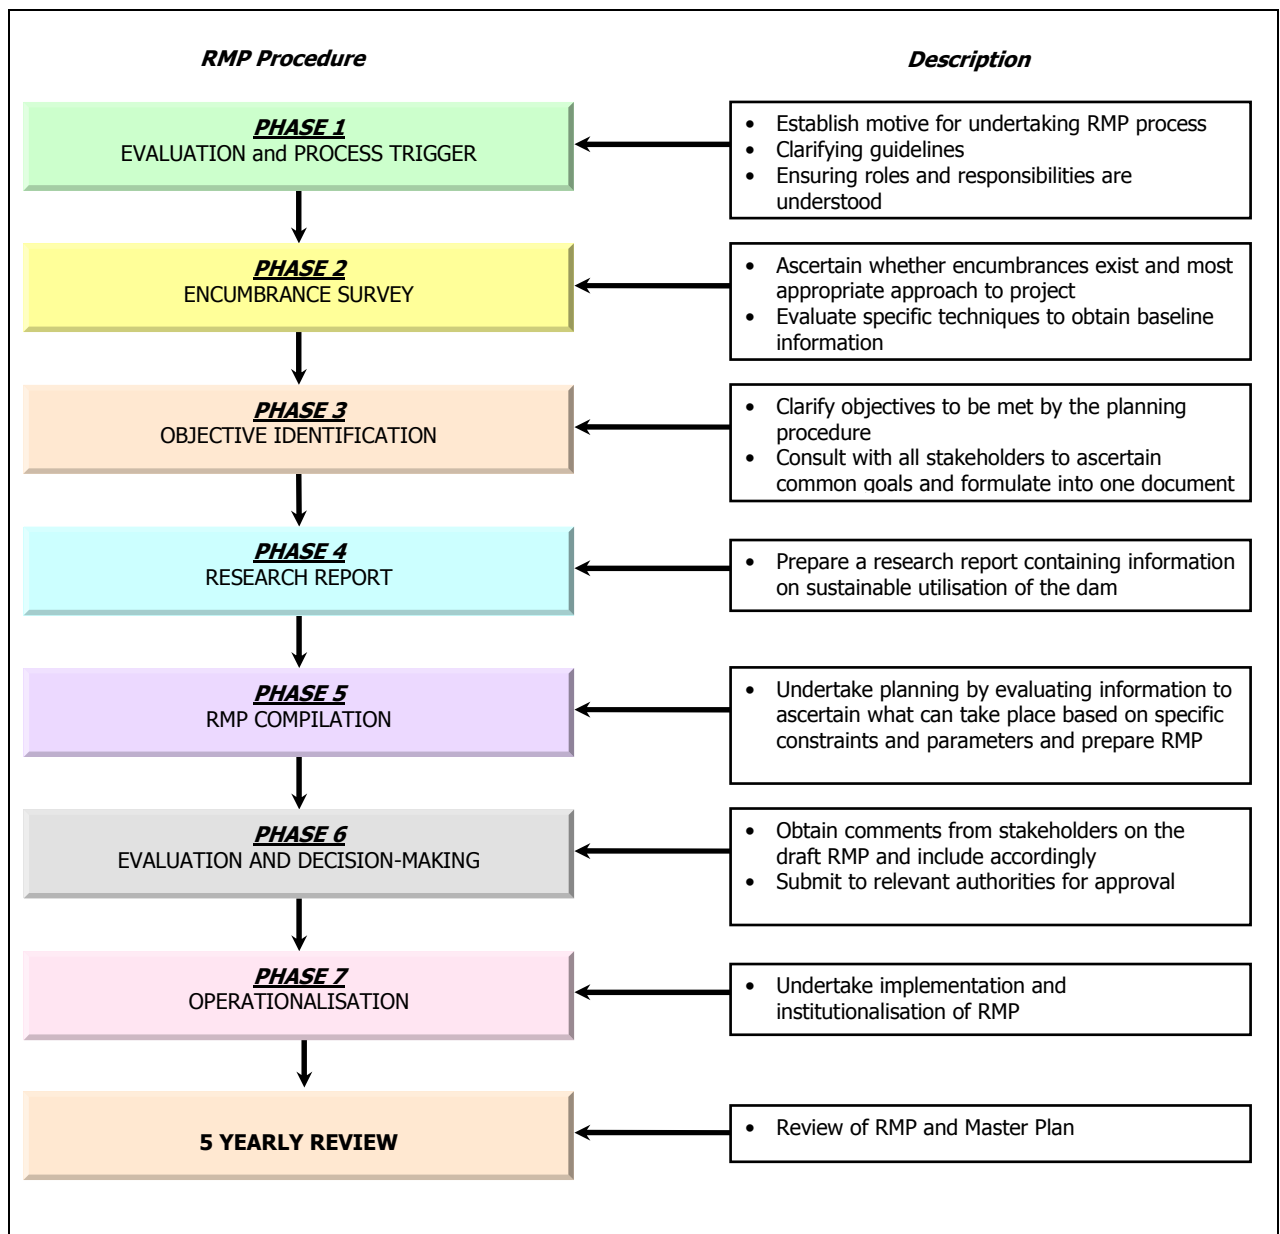 RMP Procedure
Description
PHASE 1
EVALUATION and PROCESS TRIGGER
• Establish motive for undertaking RMP process
• Clarifying guidelines
• Ensuring roles and responsibilities are
understood
PHASE 2
ENCUMBRANCE SURVEY
• Ascertain whether encumbrances exist and most
appropriate approach to project
• Evaluate specific techniques to obtain baseline
information
PHASE 3
OBJECTIVE IDENTIFICATION
• Clarify objectives to be met by the planning
procedure
• Consult with all stakeholders to ascertain
common goals and formulate into one document
PHASE 4
RESEARCH REPORT
• Prepare a research report containing information
on sustainable utilisation of the dam
PHASE 5
RMP COMPILATION
• Undertake planning by evaluating information to
ascertain what can take place based on specific
constraints and parameters and prepare RMP
PHASE 6
EVALUATION AND DECISION-MAKING
• Obtain comments from stakeholders on the
draft RMP and include accordingly
• Submit to relevant authorities for approval
PHASE 7
OPERATIONALISATION
• Undertake implementation and
institutionalisation of RMP
5 YEARLY REVIEW
• Review of RMP and Master Plan